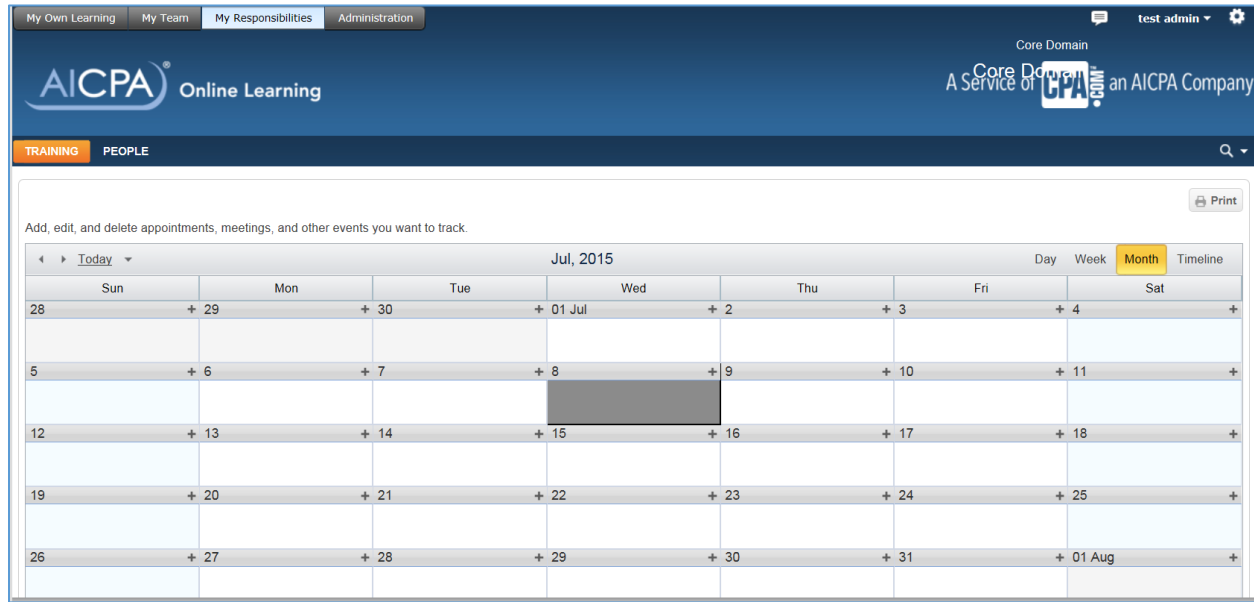 My Own Learning My Team My Responsibilities Administration test admin
Core Domain
Core Domain
AICPA® Online Learning
A Service of CPA.COM™ an AICPA Company
TRAINING PEOPLE
Print
Add, edit, and delete appointments, meetings, and other events you want to track.
Today Jul, 2015 Day Week Month Timeline
Sun Mon Tue Wed Thu Fri Sat
28 + 29 + 30 + 01 Jul + 2 + 3 + 4 +
5 + 6 + 7 + 8 + 9 + 10 + 11 +
12 + 13 + 14 + 15 + 16 + 17 + 18 +
19 + 20 + 21 + 22 + 23 + 24 + 25 +
26 + 27 + 28 + 29 + 30 + 31 + 01 Aug +